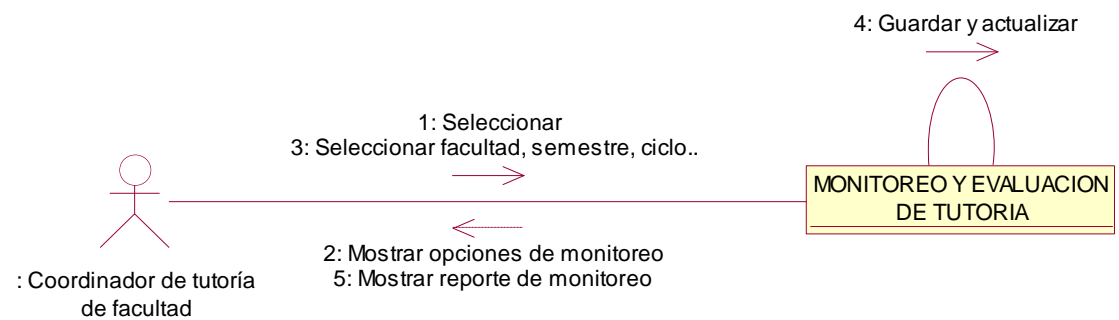 4: Guardar y actualizar
1: Seleccionar
3: Seleccionar facultad, semestre, ciclo..
MONITOREO Y EVALUACION
DE TUTORIA
2: Mostrar opciones de monitoreo
5: Mostrar reporte de monitoreo
: Coordinador de tutoría
de facultad